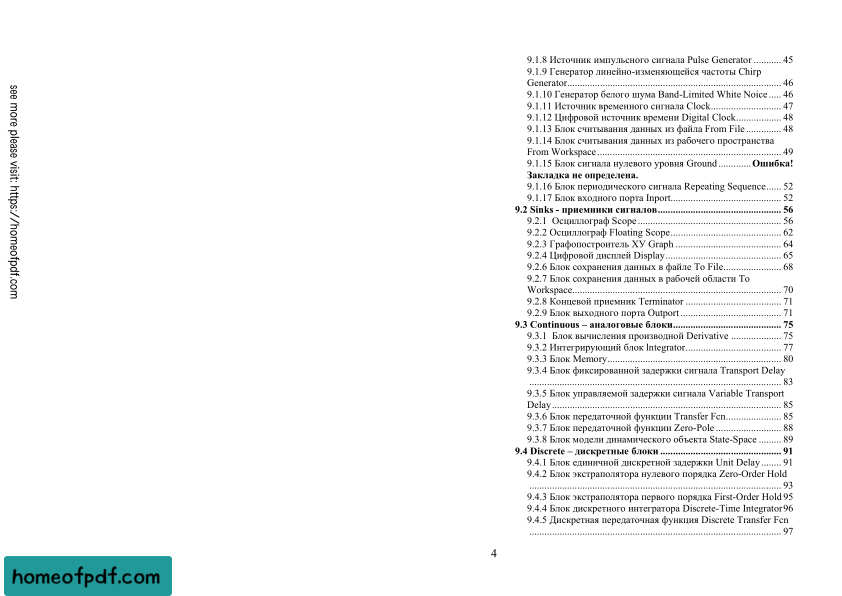 see more please visit: https://homeofpdf.com
9.1.8 Источник импульсного сигнала Pulse Generator ........... 45
9.1.9 Генератор линейно-изменяющейся частоты Chirp
Generator..................................................................................... 46
9.1.10 Генератор белого шума Band-Limited White Noice..... 46
9.1.11 Источник временного сигнала Clock............................ 47
9.1.12 Цифровой источник времени Digital Clock.................. 48
9.1.13 Блок считывания данных из файла From File .............. 48
9.1.14 Блок считывания данных из рабочего пространства
From Workspace ......................................................................... 49
9.1.15 Блок сигнала нулевого уровня Ground ............. Ошибка!
Закладка не определена.
9.1.16 Блок периодического сигнала Repeating Sequence...... 52
9.1.17 Блок входного порта Inport............................................ 52
9.2 Sinks - приемники сигналов................................................. 56
9.2.1 Осциллограф Scope ......................................................... 56
9.2.2 Осциллограф Floating Scope............................................ 62
9.2.3 Графопостроитель ХУ Graph .......................................... 64
9.2.4 Цифровой дисплей Display.............................................. 65
9.2.6 Блок сохранения данных в файле To File....................... 68
9.2.7 Блок сохранения данных в рабочей области To
Workspace................................................................................... 70
9.2.8 Концевой приемник Terminator ...................................... 71
9.2.9 Блок выходного порта Outport ........................................ 71
9.3 Continuous – аналоговые блоки........................................... 75
9.3.1 Блок вычисления производной Derivative .................... 75
9.3.2 Интегрирующий блок lntegrator...................................... 77
9.3.3 Блок Memory..................................................................... 80
9.3.4 Блок фиксированной задержки сигнала Transport Delay
.................................................................................................... 83
9.3.5 Блок управляемой задержки сигнала Variable Transport
Delay ........................................................................................... 85
9.3.6 Блок передаточной функции Transfer Fcn...................... 85
9.3.7 Блок передаточной функции Zero-Pole .......................... 88
9.3.8 Блок модели динамического объекта State-Space ......... 89
9.4 Discrete – дискретные блоки ................................................ 91
9.4.1 Блок единичной дискретной задержки Unit Delay ........ 91
9.4.2 Блок экстраполятора нулевого порядка Zero-Order Hold
.................................................................................................... 93
9.4.3 Блок экстраполятора первого порядка First-Order Hold 95
9.4.4 Блок дискретного интегратора Discrete-Time Integrator96
9.4.5 Дискретная передаточная функция Discrete Transfer Fcn
.................................................................................................... 97
4
homeofpdf.com